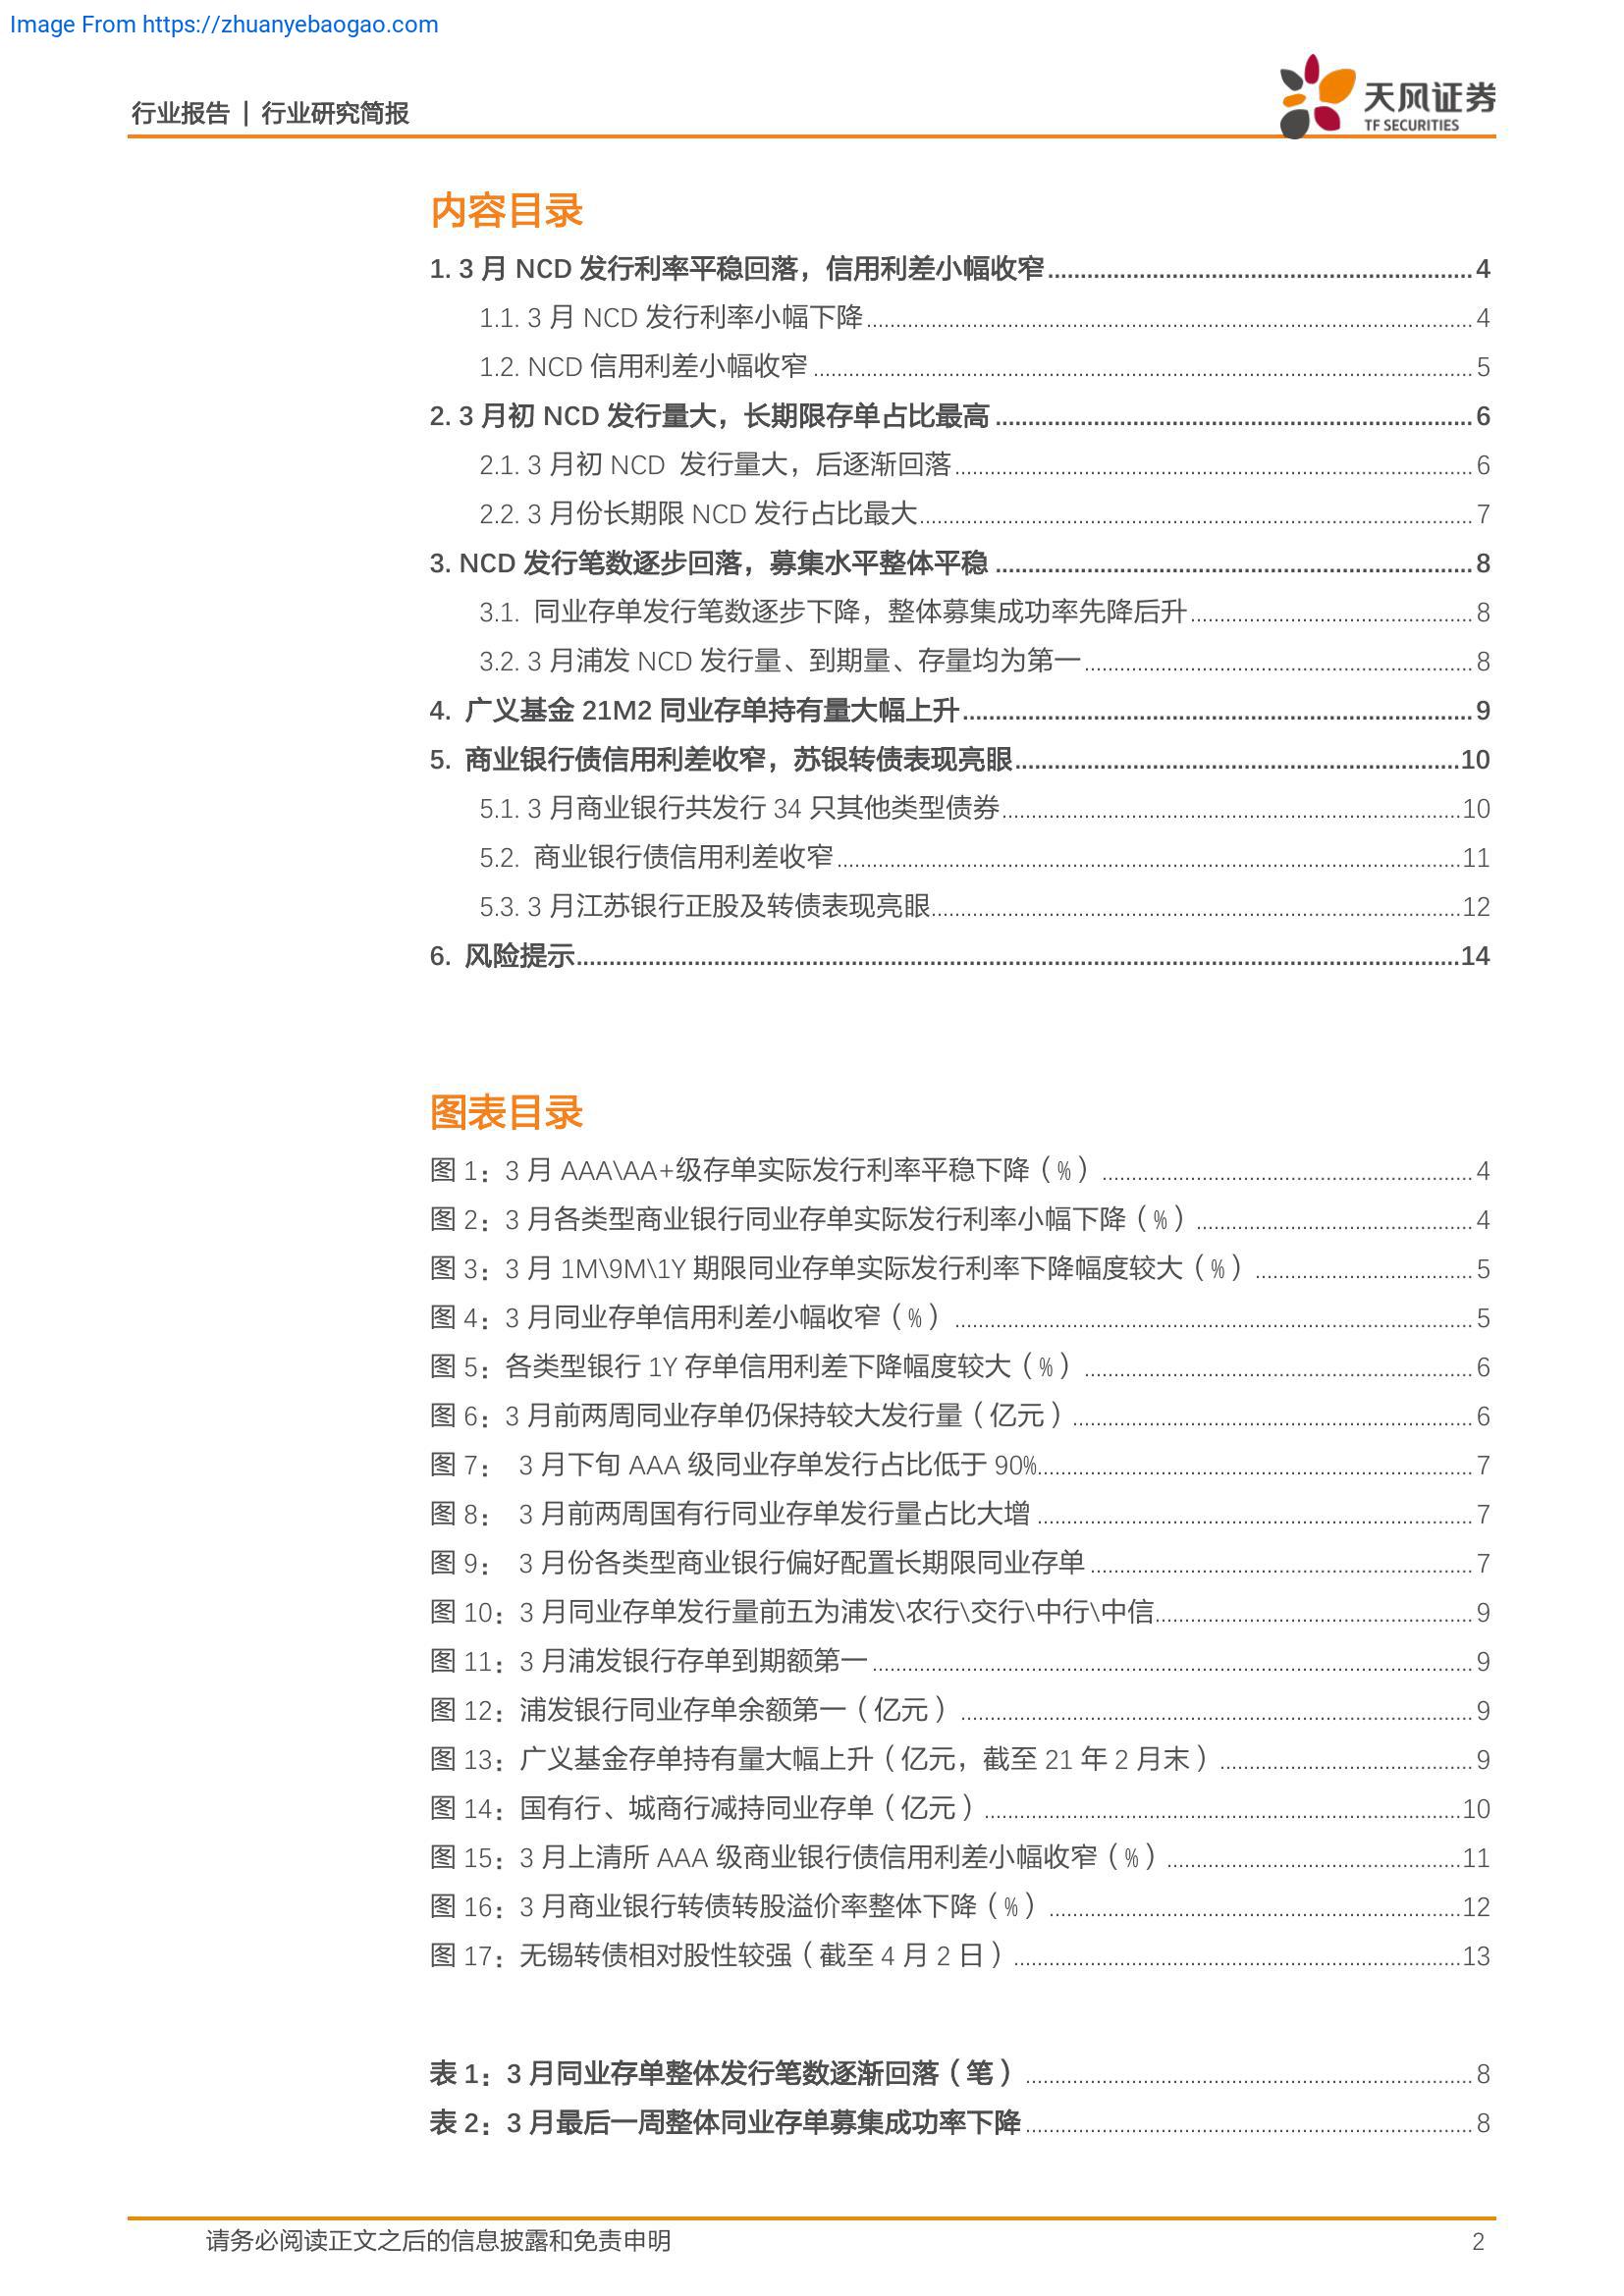 Image From https://zhuanyebaogao.com
行业报告 | 行业研究简报
天风证券
TF SECURITIES
内容目录
1. 3 月 NCD 发行利率平稳回落，信用利差小幅收窄 4
1.1. 3 月 NCD 发行利率小幅下降 4
1.2. NCD 信用利差小幅收窄 5
2. 3 月初 NCD 发行量大，长期限存单占比最高 6
2.1. 3 月初 NCD 发行量大，后逐渐回落 6
2.2. 3 月份长期限 NCD 发行占比最大 7
3. NCD 发行笔数逐步回落，募集水平整体平稳 8
3.1. 同业存单发行笔数逐步下降，整体募集成功率先降后升 8
3.2. 3 月浦发 NCD 发行量、到期量、存量均为第一 8
4. 广义基金 21M2 同业存单持有量大幅上升 9
5. 商业银行债信用利差收窄，苏银转债表现亮眼 10
5.1. 3 月商业银行共发行 34 只其他类型债券 10
5.2. 商业银行债信用利差收窄 11
5.3. 3 月江苏银行正股及转债表现亮眼 12
6. 风险提示 14
图表目录
图 1：3 月 AAA\AA+级存单实际发行利率平稳下降（%） 4
图 2：3 月各类型商业银行同业存单实际发行利率小幅下降（%） 4
图 3：3 月 1M\9M\1Y 期限同业存单实际发行利率下降幅度较大（%） 5
图 4：3 月同业存单信用利差小幅收窄（%） 5
图 5：各类型银行 1Y 存单信用利差下降幅度较大（%） 6
图 6：3 月前两周同业存单仍保持较大发行量（亿元） 6
图 7： 3 月下旬 AAA 级同业存单发行占比低于 90% 7
图 8： 3 月前两周国有行同业存单发行量占比大增 7
图 9： 3 月份各类型商业银行偏好配置长期限同业存单 7
图 10：3 月同业存单发行量前五为浦发\农行\交行\中行\中信 9
图 11：3 月浦发银行存单到期额第一 9
图 12：浦发银行同业存单余额第一（亿元） 9
图 13：广义基金存单持有量大幅上升（亿元，截至 21 年 2 月末） 9
图 14：国有行、城商行减持同业存单（亿元） 10
图 15：3 月上清所 AAA 级商业银行债信用利差小幅收窄（%） 11
图 16：3 月商业银行转债转股溢价率整体下降（%） 12
图 17：无锡转债相对股性较强（截至 4 月 2 日） 13
表 1：3 月同业存单整体发行笔数逐渐回落（笔） 8
表 2：3 月最后一周整体同业存单募集成功率下降 8
请务必阅读正文之后的信息披露和免责申明 2